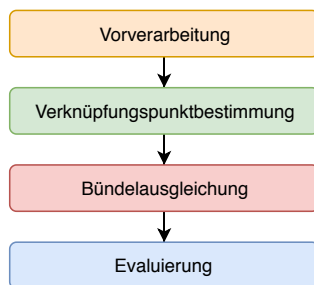 Vorverarbeitung
Verknüpfungspunktbestimmung
Bündelausgleichung
Evaluierung